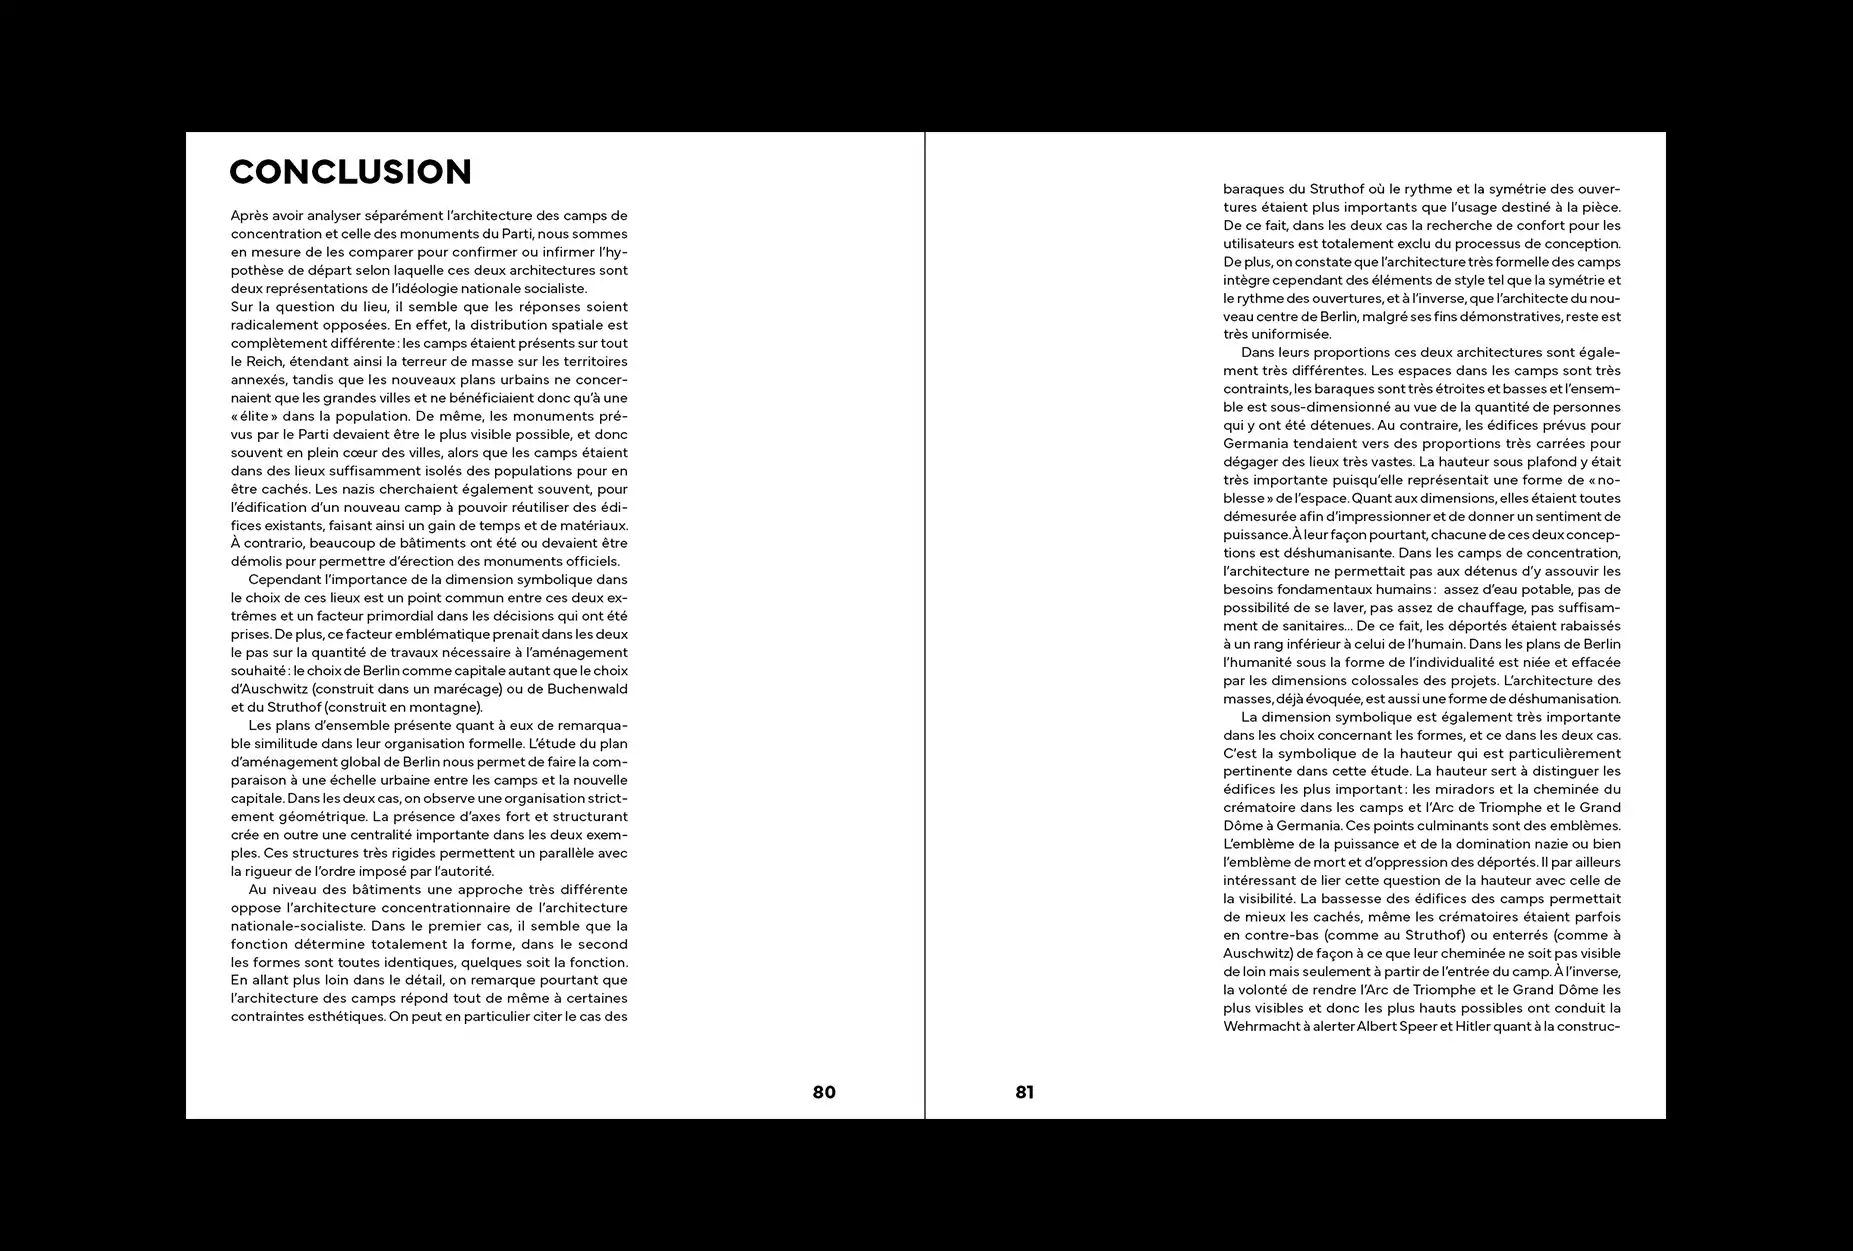 CONCLUSION
Après avoir analyser séparément l’architecture des camps de
concentration et celle des monuments du Parti, nous sommes
en mesure de les comparer pour confirmer ou infirmer l’hy-
pothèse de départ selon laquelle ces deux architectures sont
deux représentations de l’idéologie nationale socialiste.
Sur la question du lieu, il semble que les réponses soient
radicalement opposées. En effet, la distribution spatiale est
complètement différente : les camps étaient présents sur tout
le Reich, étendant ainsi la terreur de masse sur les territoires
annexés, tandis que les nouveaux plans urbains ne concer-
naient que les grandes villes et ne bénéficiaient donc qu’à une
« élite » dans la population. De même, les monuments pré-
vus par le Parti devaient être le plus visible possible, et donc
souvent en plein cœur des villes, alors que les camps étaient
dans des lieux suffisamment isolés des populations pour en
être cachés. Les nazis cherchaient également souvent, pour
l’édification d’un nouveau camp à pouvoir réutiliser des édi-
fices existants, faisant ainsi un gain de temps et de matériaux.
À contrario, beaucoup de bâtiments ont été ou devaient être
démolis pour permettre d’érection des monuments officiels.
Cependant l’importance de la dimension symbolique dans
le choix de ces lieux est un point commun entre ces deux ex-
trêmes et un facteur primordial dans les décisions qui ont été
prises. De plus, ce facteur emblématique prenait dans les deux
le pas sur la quantité de travaux nécessaire à l’aménagement
souhaité : le choix de Berlin comme capitale autant que le choix
d’Auschwitz (construit dans un marécage) ou de Buchenwald
et du Struthof (construit en montagne).
Les plans d’ensemble présente quant à eux de remarqua-
ble similitude dans leur organisation formelle. L’étude du plan
d’aménagement global de Berlin nous permet de faire la com-
paraison à une échelle urbaine entre les camps et la nouvelle
capitale. Dans les deux cas, on observe une organisation strict-
ement géométrique. La présence d’axes fort et structurant
crée en outre une centralité importante dans les deux exem-
ples. Ces structures très rigides permettent un parallèle avec
la rigueur de l’ordre imposé par l’autorité.
Au niveau des bâtiments une approche très différente
oppose l’architecture concentrationnaire de l’architecture
nationale-socialiste. Dans le premier cas, il semble que la
fonction détermine totalement la forme, dans le second
les formes sont toutes identiques, quelques soit la fonction.
En allant plus loin dans le détail, on remarque pourtant que
l’architecture des camps répond tout de même à certaines
contraintes esthétiques. On peut en particulier citer le cas des
80
baraques du Struthof où le rythme et la symétrie des ouver-
tures étaient plus importants que l’usage destiné à la pièce.
De ce fait, dans les deux cas la recherche de confort pour les
utilisateurs est totalement exclu du processus de conception.
De plus, on constate que l’architecture très formelle des camps
intègre cependant des éléments de style tel que la symétrie et
le rythme des ouvertures, et à l’inverse, que l’architecte du nou-
veau centre de Berlin, malgré ses fins démonstratives, reste est
très uniformisée.
Dans leurs proportions ces deux architectures sont égale-
ment très différentes. Les espaces dans les camps sont très
contraints, les baraques sont très étroites et basses et l’ensem-
ble est sous-dimensionné au vue de la quantité de personnes
qui y ont été détenues. Au contraire, les édifices prévus pour
Germania tendaient vers des proportions très carrées pour
dégager des lieux très vastes. La hauteur sous plafond y était
très importante puisqu’elle représentait une forme de « no-
blesse » de l’espace. Quant aux dimensions, elles étaient toutes
démesurée afin d’impressionner et de donner un sentiment de
puissance. À leur façon pourtant, chacune de ces deux concep-
tions est déshumanisante. Dans les camps de concentration,
l’architecture ne permettait pas aux détenus d’y assouvir les
besoins fondamentaux humains : assez d’eau potable, pas de
possibilité de se laver, pas assez de chauffage, pas suffisam-
ment de sanitaires... De ce fait, les déportés étaient rabaissés
à un rang inférieur à celui de l’humain. Dans les plans de Berlin
l’humanité sous la forme de l’individualité est niée et effacée
par les dimensions colossales des projets. L’architecture des
masses, déjà évoquée, est aussi une forme de déshumanisation.
La dimension symbolique est également très importante
dans les choix concernant les formes, et ce dans les deux cas.
C’est la symbolique de la hauteur qui est particulièrement
pertinente dans cette étude. La hauteur sert à distinguer les
édifices les plus important : les miradors et la cheminée du
crématoire dans les camps et l’Arc de Triomphe et le Grand
Dôme à Germania. Ces points culminants sont des emblèmes.
L’emblème de la puissance et de la domination nazie ou bien
l’emblème de mort et d’oppression des déportés. Il par ailleurs
intéressant de lier cette question de la hauteur avec celle de
la visibilité. La bassesse des édifices des camps permettait
de mieux les cachés, même les crématoires étaient parfois
en contre-bas (comme au Struthof) ou enterrés (comme à
Auschwitz) de façon à ce que leur cheminée ne soit pas visible
de loin mais seulement à partir de l’entrée du camp. À l’inverse,
la volonté de rendre l’Arc de Triomphe et le Grand Dôme les
plus visibles et donc les plus hauts possibles ont conduit la
Wehrmacht à alerter Albert Speer et Hitler quant à la construc-
81